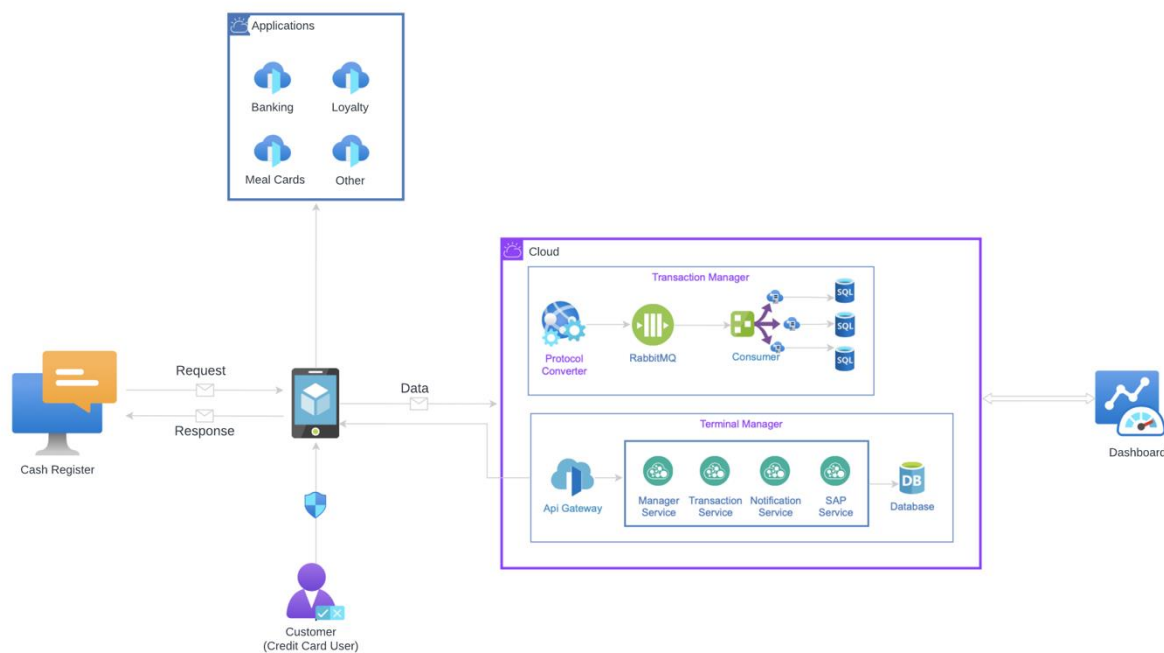 Applications
Banking
Loyalty
Meal Cards
Other
Cloud
Transaction Manager
Protocol
Converter
RabbitMQ
Consumer
SQL
SQL
SQL
Request
Response
Data
Cash Register
Terminal Manager
Api Gateway
Manager
Service
Transaction
Service
Notification
Service
SAP
Service
DB
Database
Dashboard
Customer
(Credit Card User)